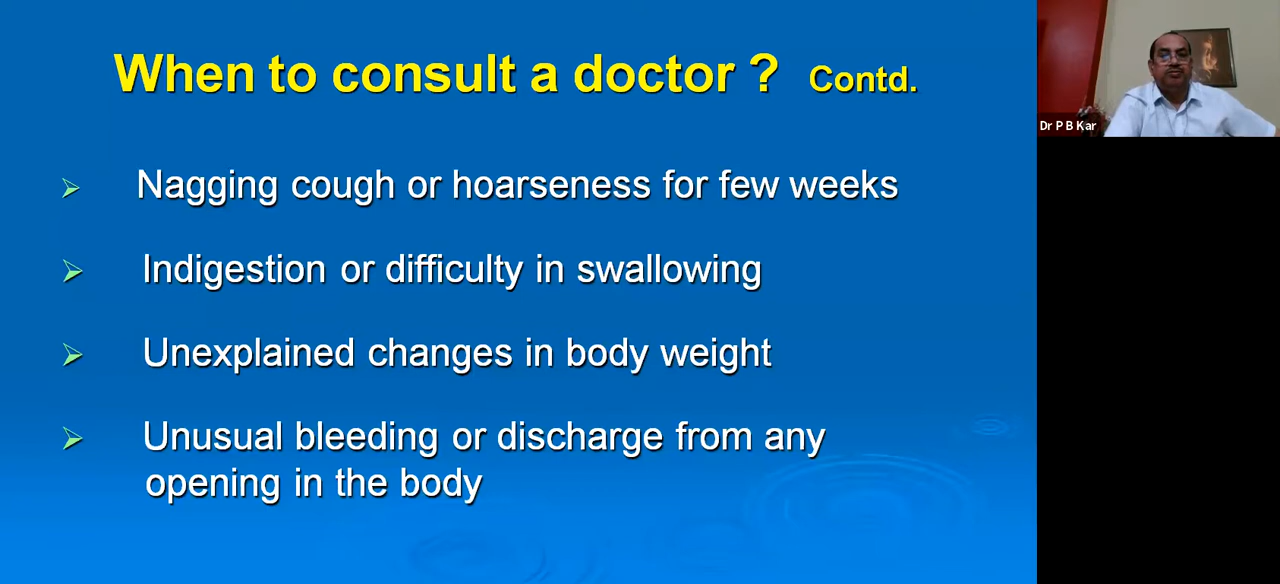 When to consult a doctor ? Contd.
Nagging cough or hoarseness for few weeks
Indigestion or difficulty in swallowing
Unexplained changes in body weight
Unusual bleeding or discharge from any
opening in the body
Dr P B Kar